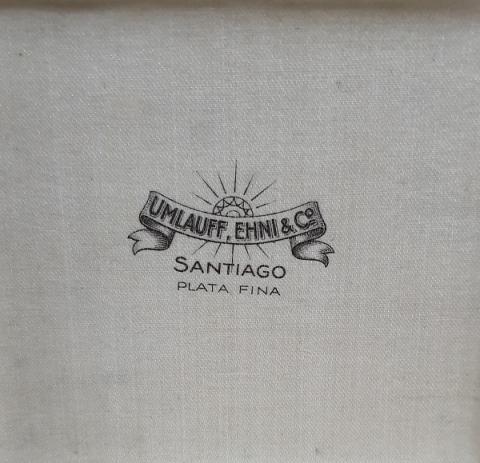 UMLAUFF, EHNI & Co
SANTIAGO
PLATA FINA